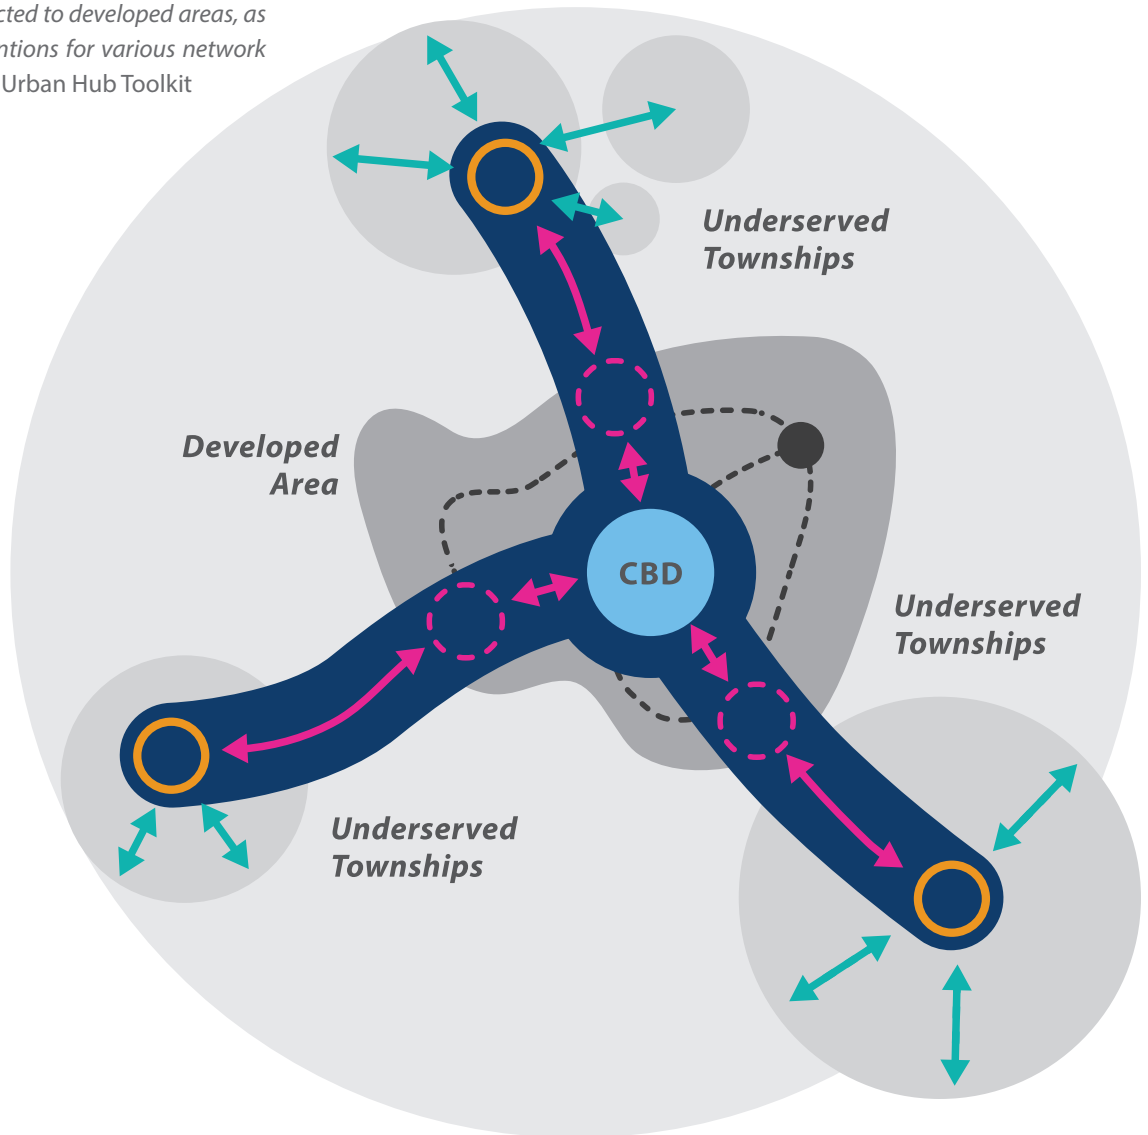 cted to developed areas, as
ntions for various network
Urban Hub Toolkit
Underserved
Townships
Developed
Area
CBD
Underserved
Townships
Underserved
Townships